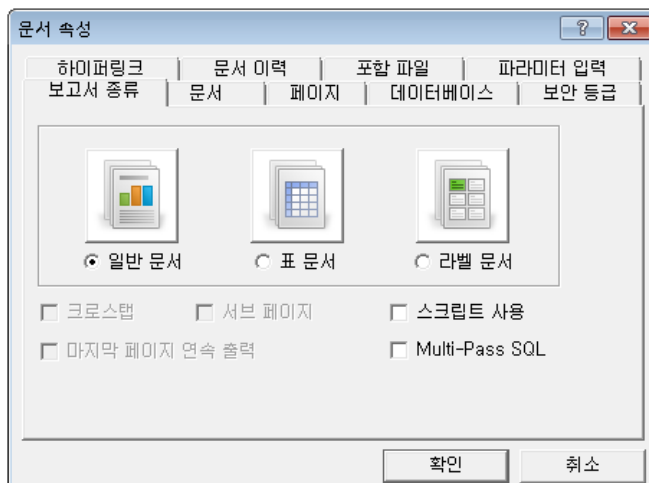 문서 속성
하이퍼링크 문서 이력 포함 파일 파라미터 입력
보고서 종류 문서 페이지 데이터베이스 보안 등급
일반 문서 표 문서 라벨 문서
크로스탭 서브 페이지 스크립트 사용
마지막 페이지 연속 출력 Multi-Pass SQL
확인 취소